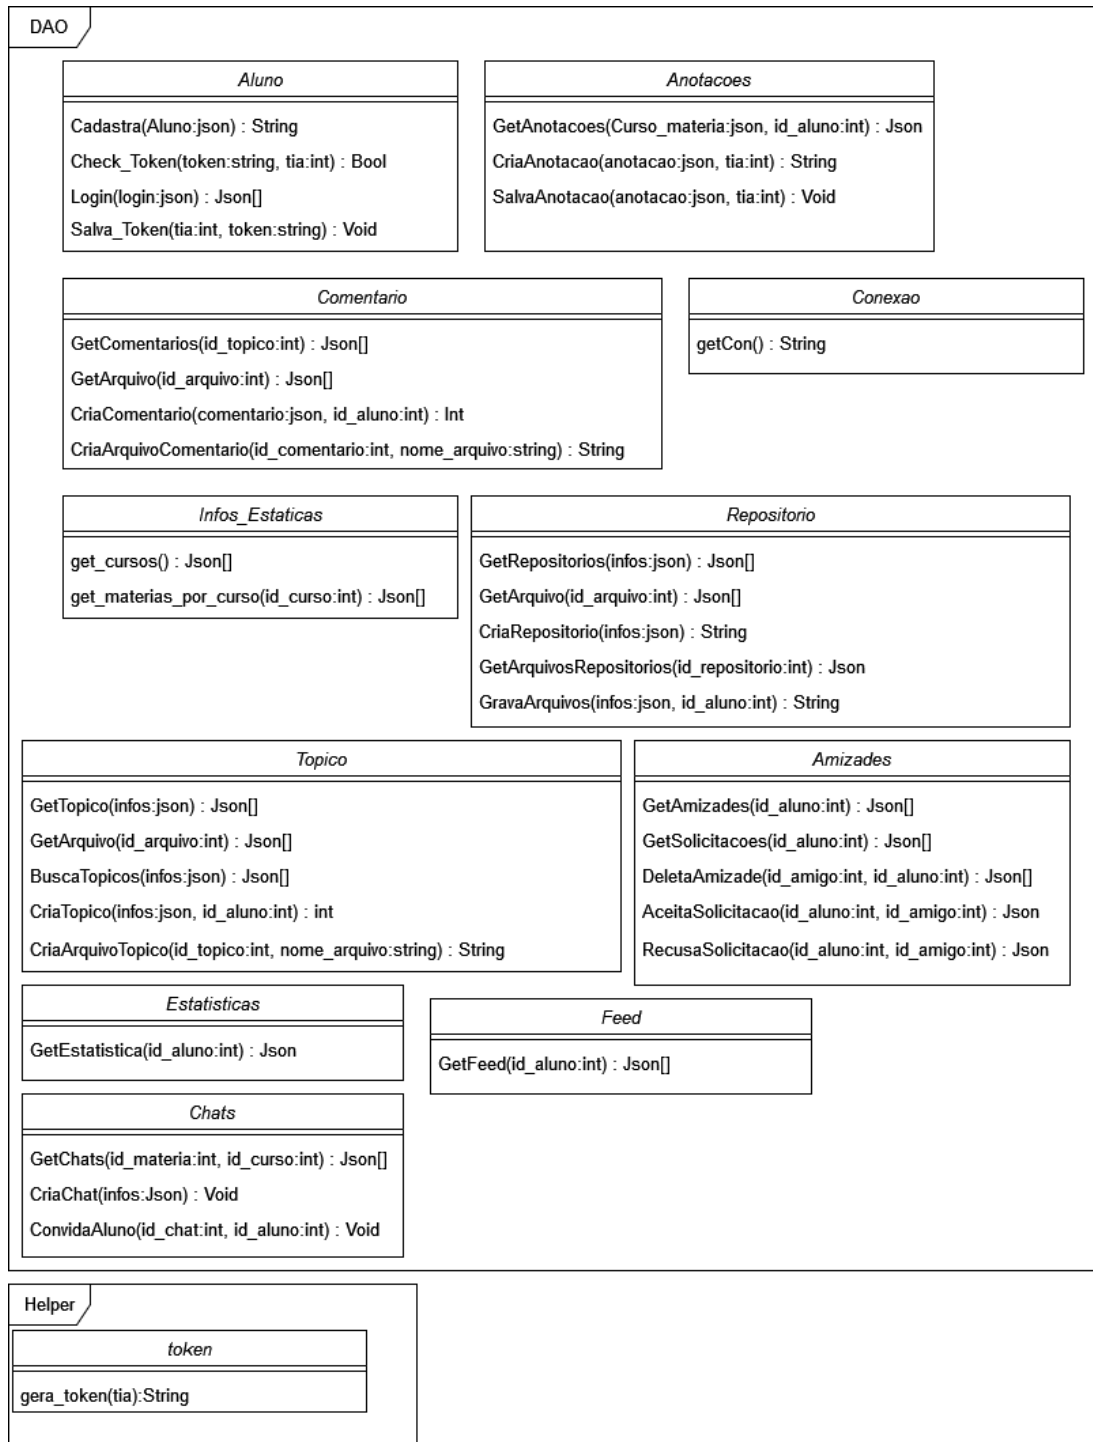 DAO
Aluno
Cadastra(Aluno:json) : String
Check_Token(token:string, tia:int) : Bool
Login(login:json) : Json[]
Salva_Token(tia:int, token:string) : Void
Anotacoes
GetAnotacoes(Curso_materia:json, id_aluno:int) : Json
CriaAnotacao(anotacao:json, tia:int) : String
SalvaAnotacao(anotacao:json, tia:int) : Void
Comentario
GetComentarios(id_topico:int) : Json[]
GetArquivo(id_arquivo:int) : Json[]
CriaComentario(comentario:json, id_aluno:int) : Int
CriaArquivoComentario(id_comentario:int, nome_arquivo:string) : String
Conexao
getCon() : String
Infos_Estaticas
get_cursos() : Json[]
get_materias_por_curso(id_curso:int) : Json[]
Repositorio
GetRepositorios(infos:json) : Json[]
GetArquivo(id_arquivo:int) : Json[]
CriaRepositorio(infos:json) : String
GetArquivosRepositorios(id_repositorio:int) : Json
GravaArquivos(infos:json, id_aluno:int) : String
Topico
GetTopico(infos:json) : Json[]
GetArquivo(id_arquivo:int) : Json[]
BuscaTopicos(infos:json) : Json[]
CriaTopico(infos:json, id_aluno:int) : int
CriaArquivoTopico(id_topico:int, nome_arquivo:string) : String
Amizades
GetAmizades(id_aluno:int) : Json[]
GetSolicitacoes(id_aluno:int) : Json[]
DeletaAmizade(id_amigo:int, id_aluno:int) : Json[]
AceitaSolicitacao(id_aluno:int, id_amigo:int) : Json
RecusaSolicitacao(id_aluno:int, id_amigo:int) : Json
Estatisticas
GetEstatistica(id_aluno:int) : Json
Feed
GetFeed(id_aluno:int) : Json[]
Chats
GetChats(id_materia:int, id_curso:int) : Json[]
CriaChat(infos:Json) : Void
ConvidaAluno(id_chat:int, id_aluno:int) : Void
Helper
token
gera_token(tia):String